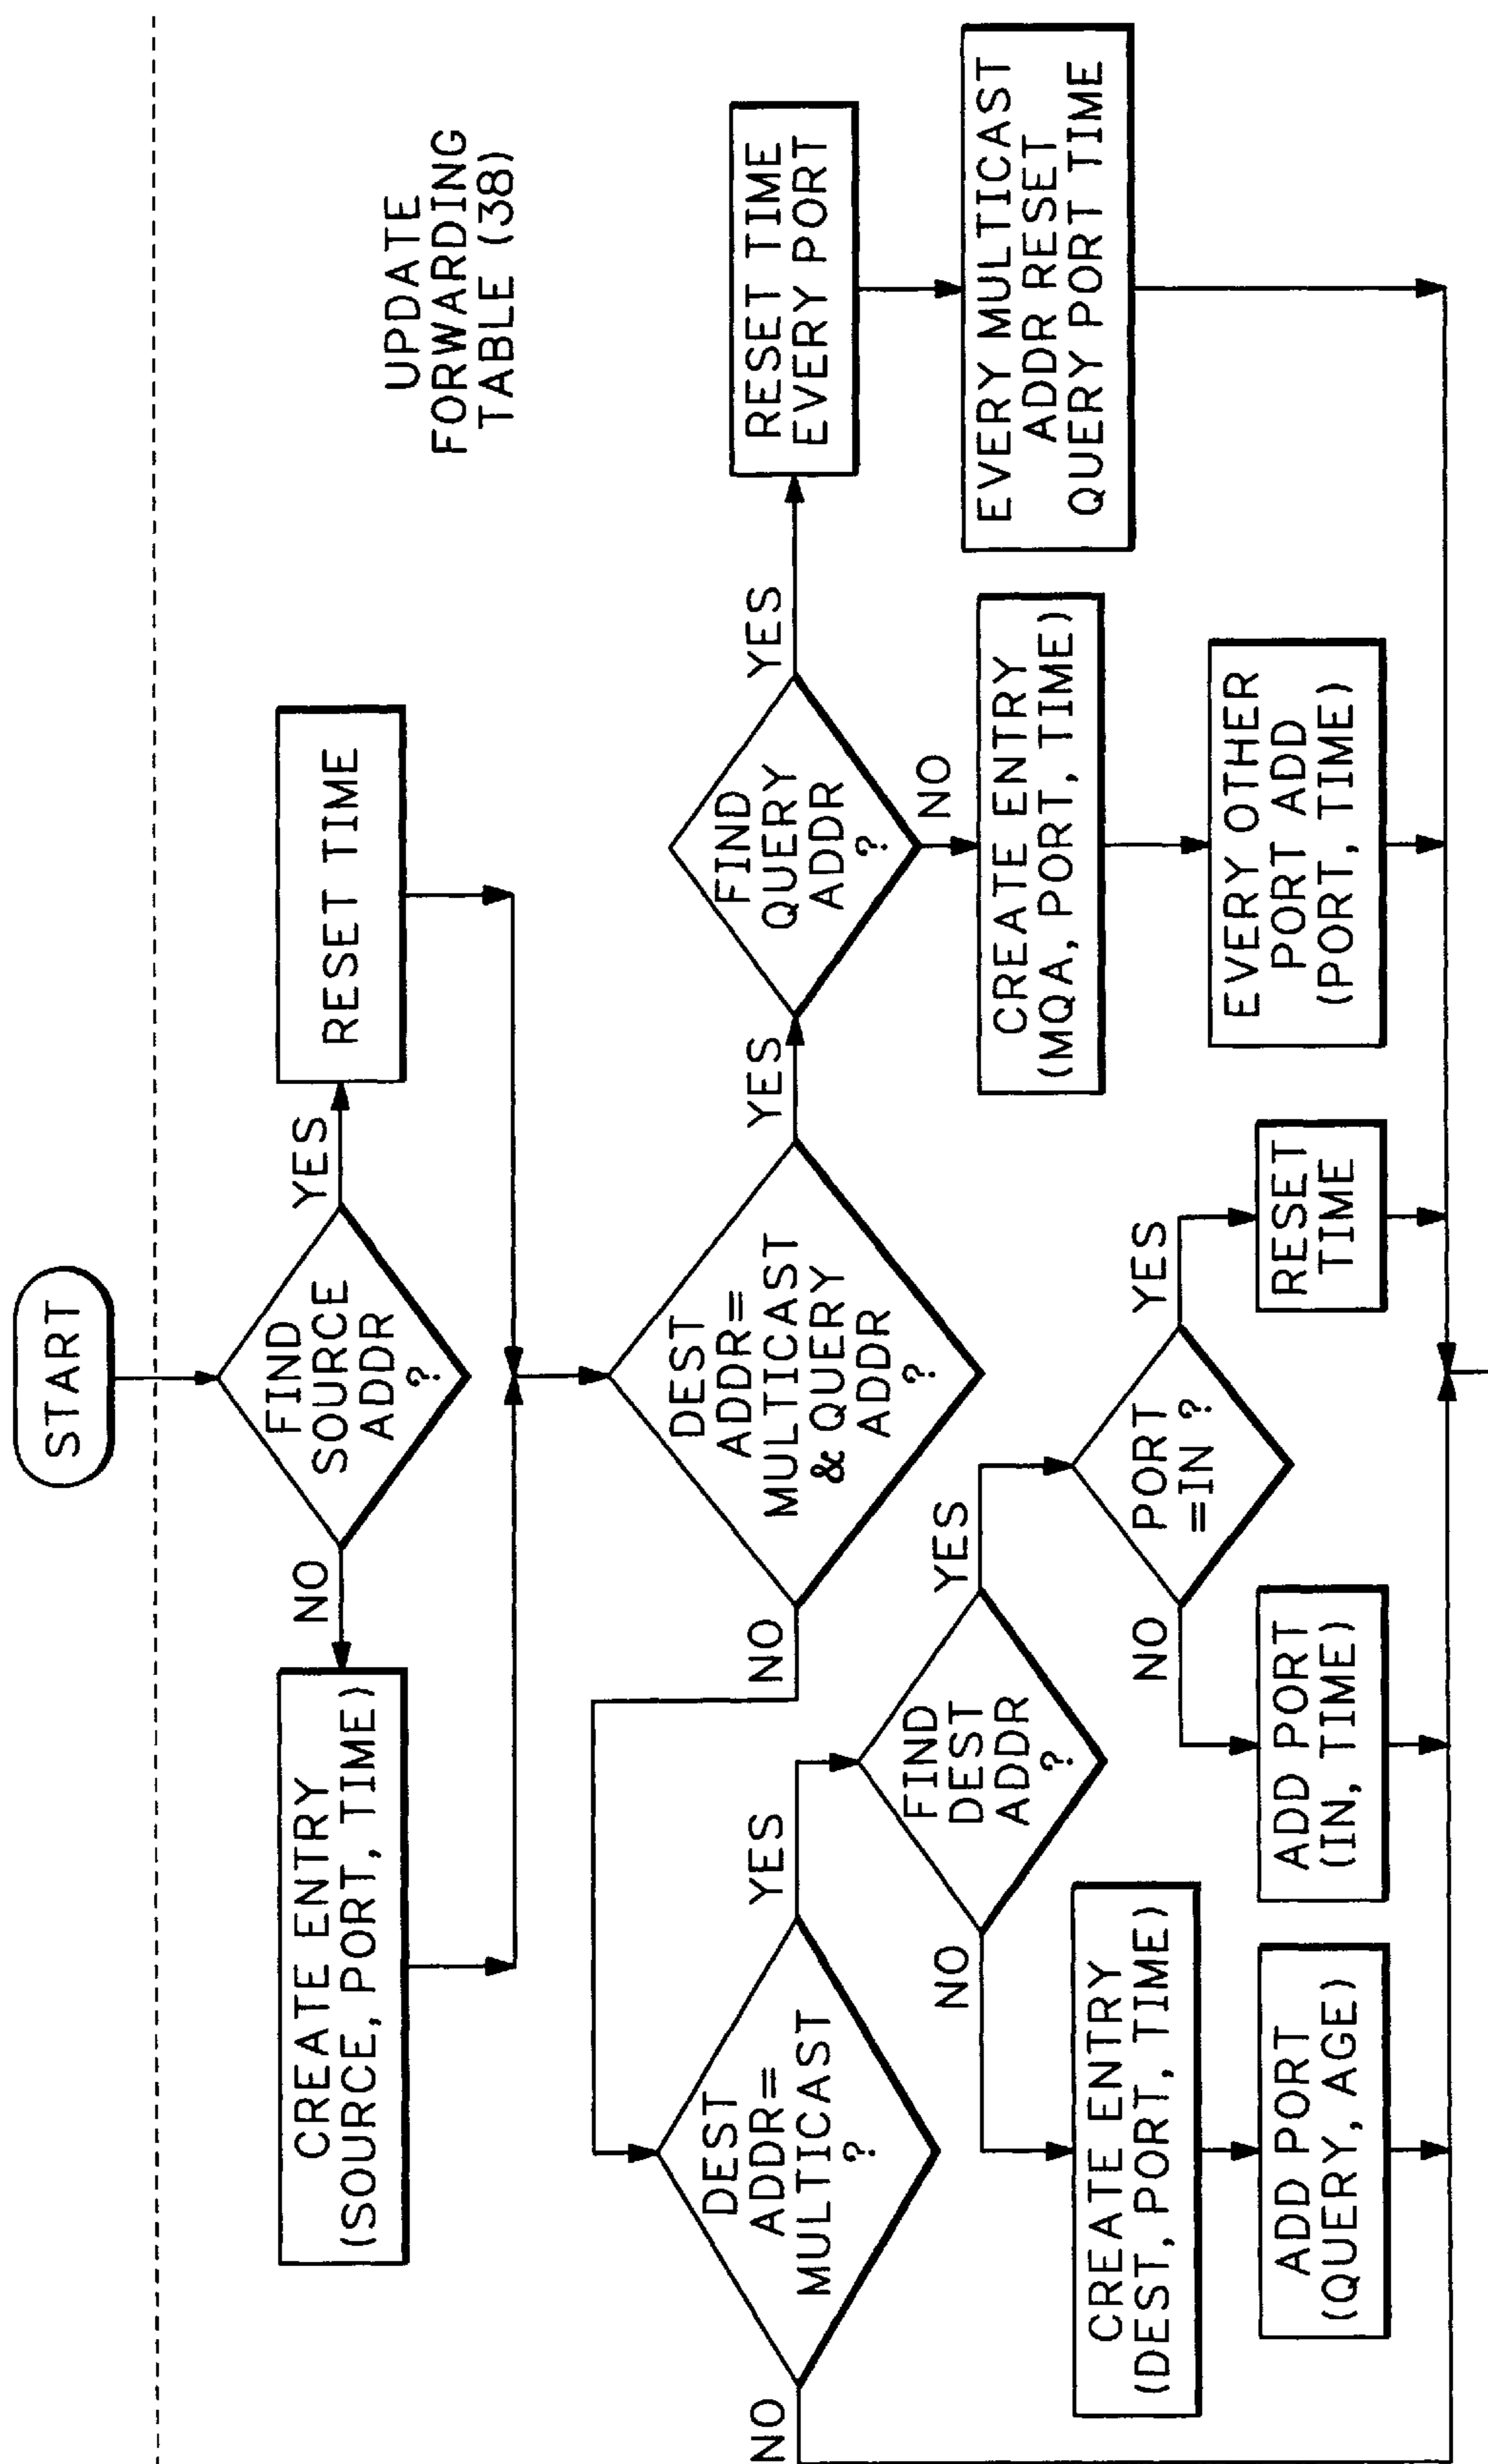 START
UPDATE
FORWARDING
TABLE (38)
FIND
SOURCE
ADDR
?
NO
YES
CREATE ENTRY
(SOURCE, PORT, TIME)
RESET TIME
DEST
ADDR=
MULTICAST
& QUERY
ADDR
?
NO
YES
FIND
QUERY
ADDR
?
YES
NO
RESET TIME
EVERY PORT
EVERY MULTICAST
ADDR RESET
QUERY PORT TIME
CREATE ENTRY
(MQA, PORT, TIME)
EVERY OTHER
PORT ADD
(PORT, TIME)
DEST
ADDR=
MULTICAST
?
NO
YES
FIND
DEST
ADDR
?
NO
YES
CREATE ENTRY
(DEST, PORT, TIME)
ADD PORT
(QUERY, AGE)
PORT
=IN ?
NO
YES
ADD PORT
(IN, TIME)
RESET
TIME